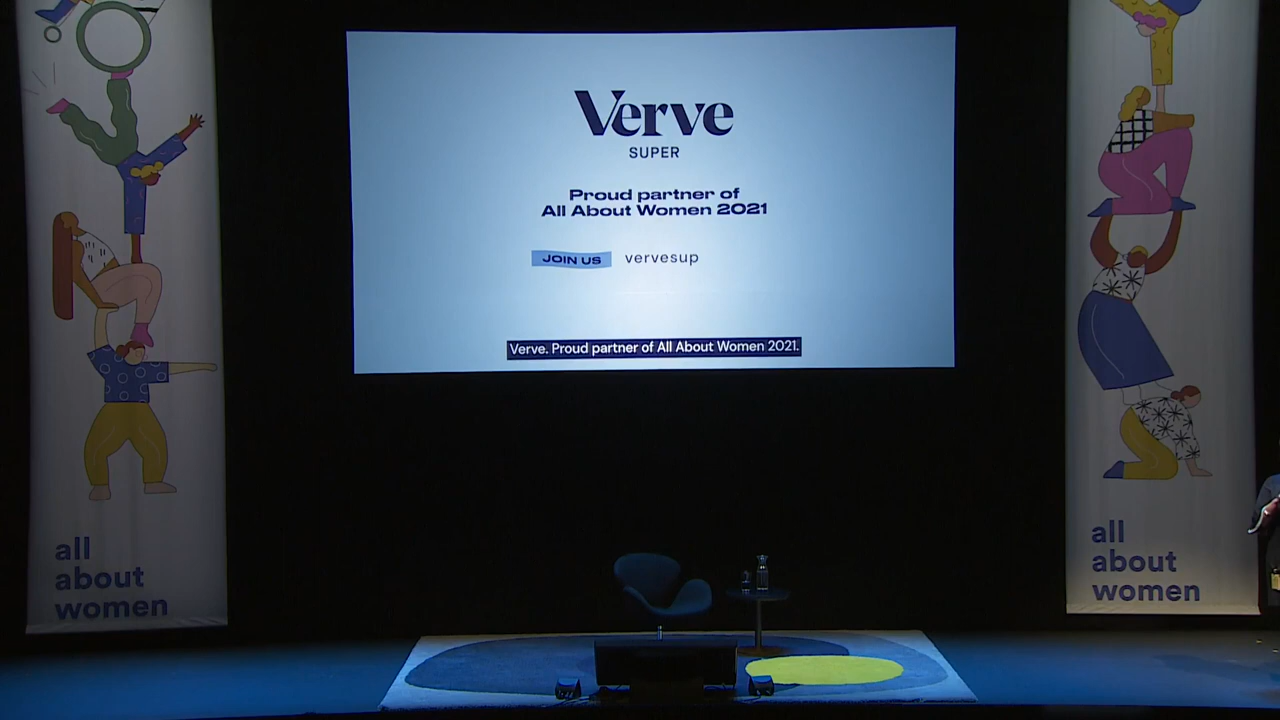 Verve
SUPER
Proud partner of
All About Women 2021
JOIN US vervesup
Verve. Proud partner of All About Women 2021.
all
about
women
all
about
women